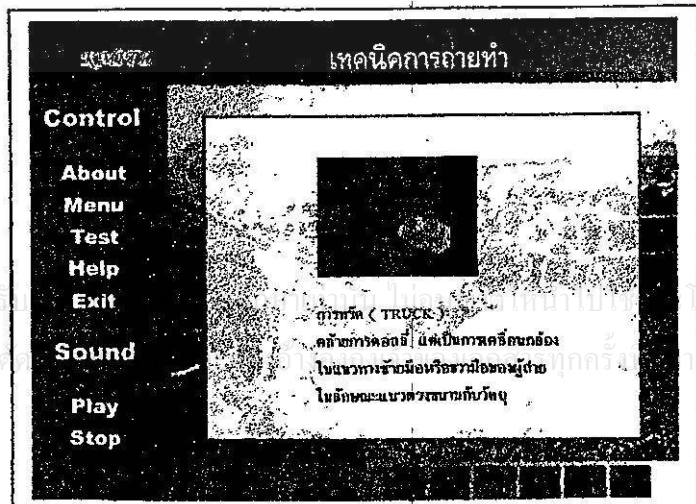 เทคนิคการถ่ายทำ
Control
About
Menu
Test
Help
Exit
Sound
Play
Stop
การทรัค ( TRUCK )
คล้ายการดอลลี่ แต่เป็นการเคลื่อนกล้อง
ในแนวทางซ้ายมือหรือขวามือของผู้ถ่าย
ในลักษณะแนวตรงขนานกับวัตถุ